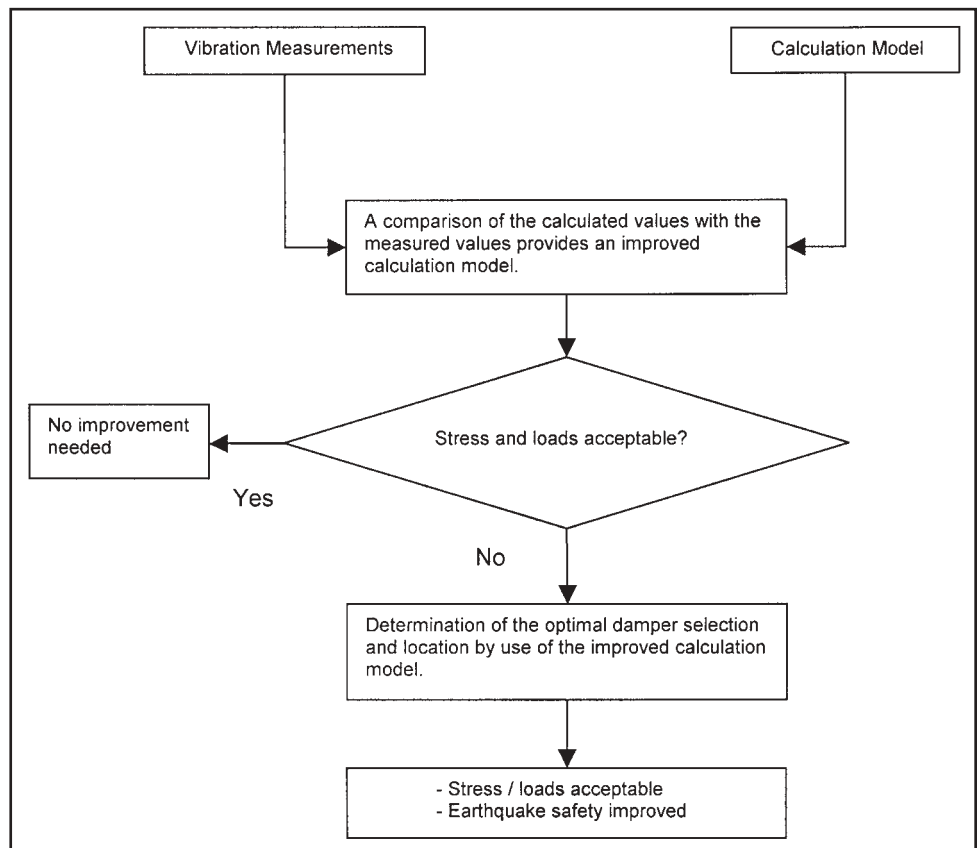 Vibration Measurements
Calculation Model
A comparison of the calculated values with the
measured values provides an improved
calculation model.
Stress and loads acceptable?
No improvement
needed
Yes
No
Determination of the optimal damper selection
and location by use of the improved calculation
model.
- Stress / loads acceptable
- Earthquake safety improved